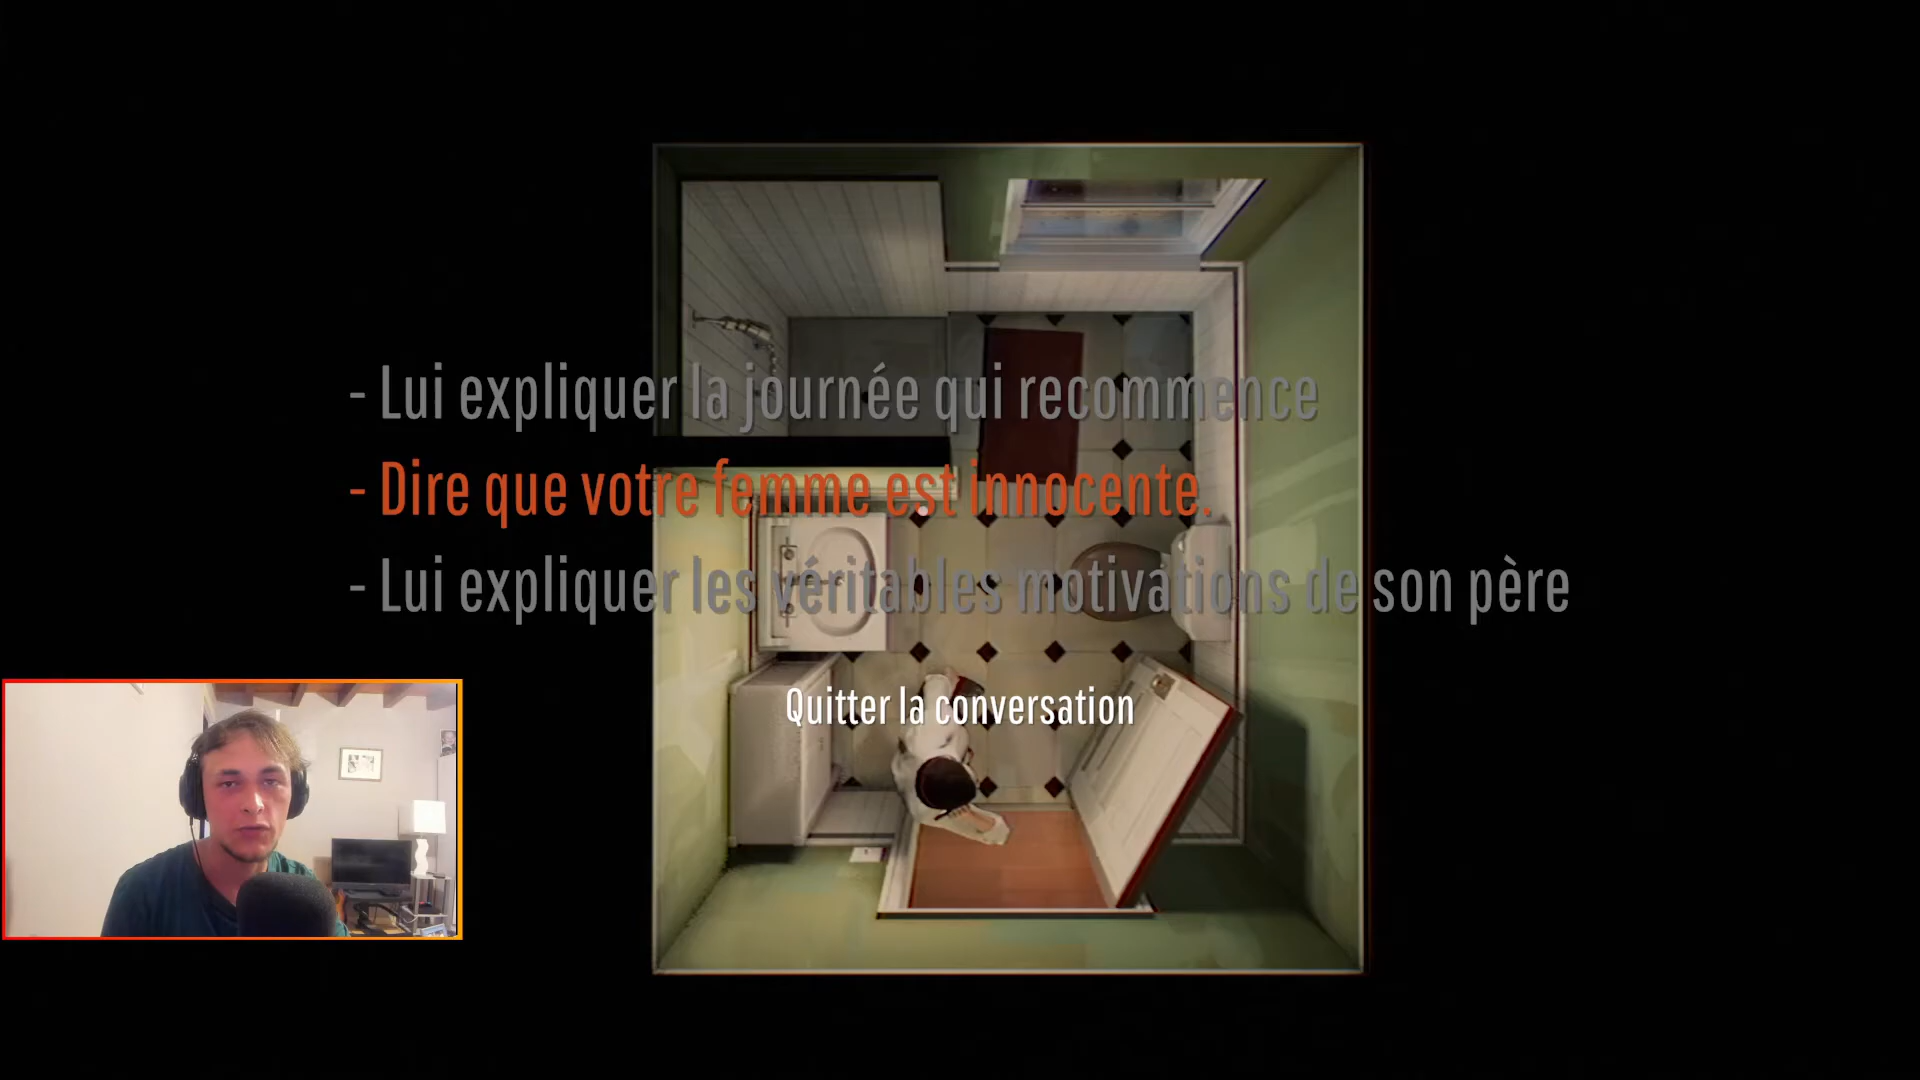 - Lui expliquer la journée qui recommence
- Dire que votre femme est innocente.
- Lui expliquer les véritables motivations de son père
Quitter la conversation